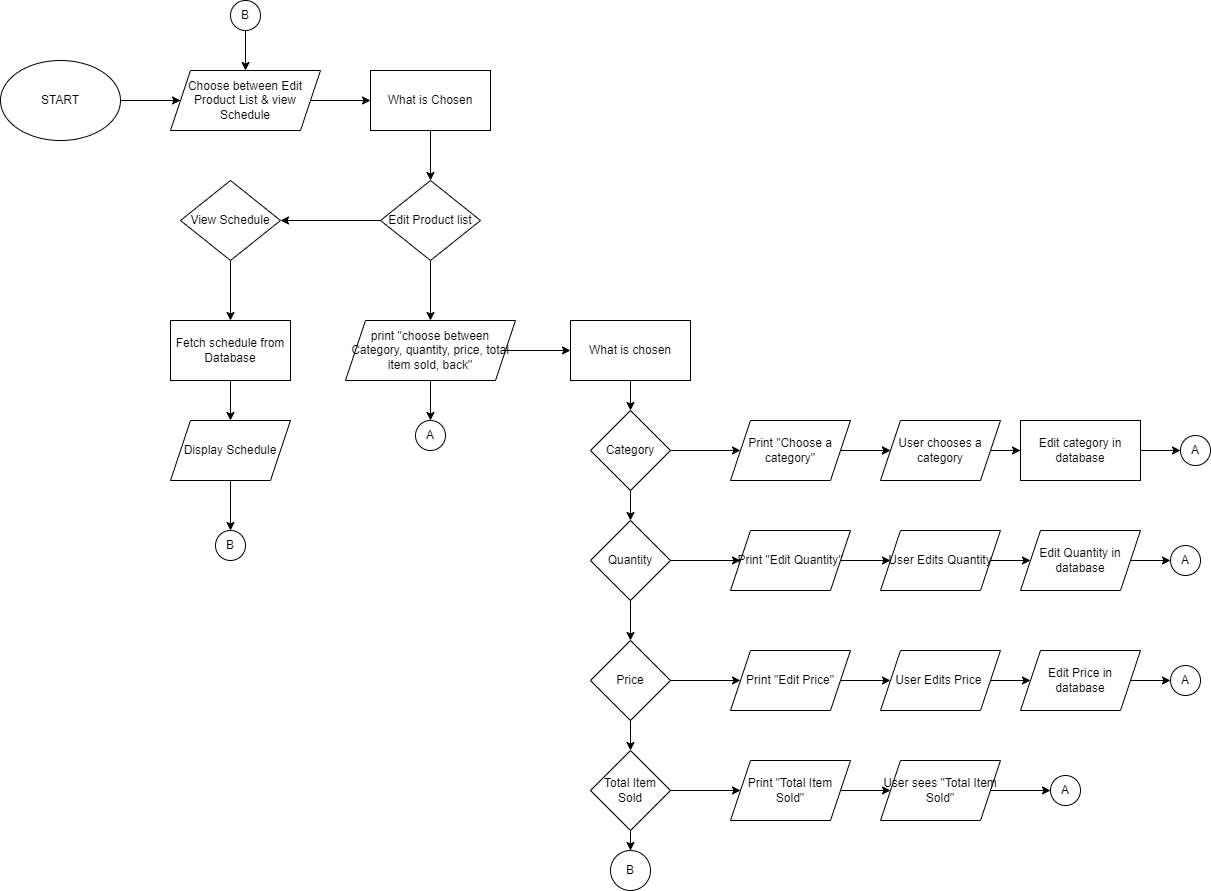 B
START
Choose between Edit
Product List & view
Schedule
What is Chosen
View Schedule
Edit Product list
Fetch schedule from
Database
print "choose between
Category, quantity, price, total
item sold, back"
What is chosen
Display Schedule
A
B
Category
Print "Choose a
category"
User chooses a
category
Edit category in
database
A
Quantity
Print "Edit Quantity"
User Edits Quantity
Edit Quantity in
database
A
Price
Print "Edit Price"
User Edits Price
Edit Price in
database
A
Total Item
Sold
Print "Total Item
Sold"
User sees "Total Item
Sold"
A
B